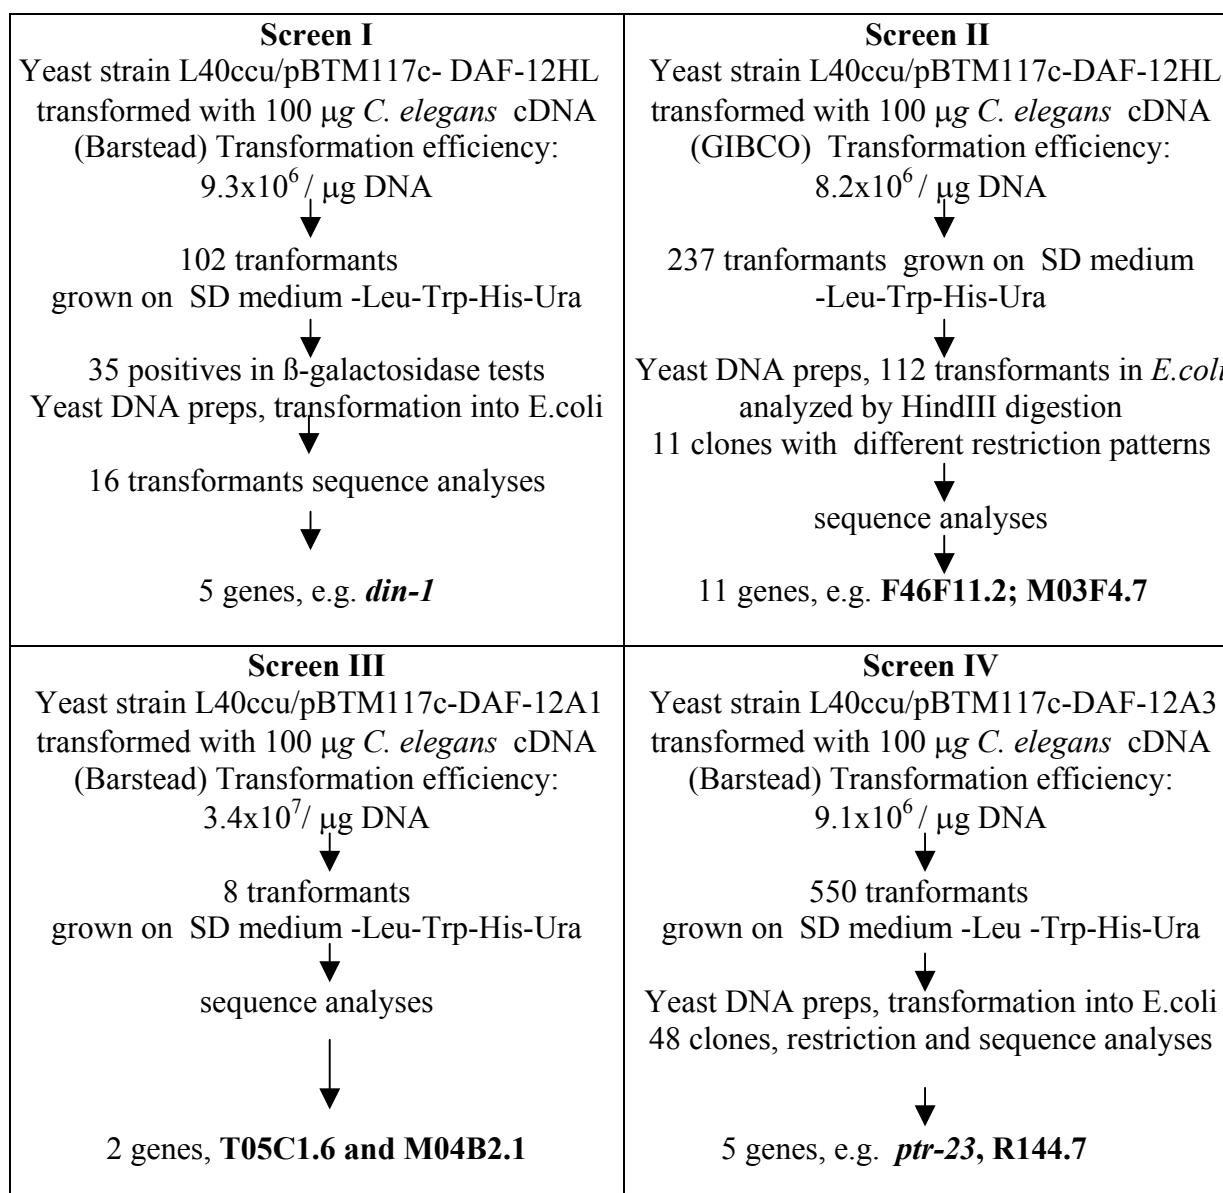 Screen I
Yeast strain L40ccu/pBTM117c- DAF-12HL
transformed with 100 µg C. elegans cDNA
(Barstead) Transformation efficiency:
9.3x10⁶ / µg DNA
102 tranformants
grown on SD medium -Leu-Trp-His-Ura
35 positives in ß-galactosidase tests
Yeast DNA preps, transformation into E.coli
16 transformants sequence analyses
5 genes, e.g. din-1
Screen II
Yeast strain L40ccu/pBTM117c-DAF-12HL
transformed with 100 µg C. elegans cDNA
(GIBCO) Transformation efficiency:
8.2x10⁶ / µg DNA
237 tranformants grown on SD medium
-Leu-Trp-His-Ura
Yeast DNA preps, 112 transformants in E.coli
analyzed by HindIII digestion
11 clones with different restriction patterns
sequence analyses
11 genes, e.g. F46F11.2; M03F4.7
Screen III
Yeast strain L40ccu/pBTM117c-DAF-12A1
transformed with 100 µg C. elegans cDNA
(Barstead) Transformation efficiency:
3.4x10⁷/ µg DNA
8 tranformants
grown on SD medium -Leu-Trp-His-Ura
sequence analyses
2 genes, T05C1.6 and M04B2.1
Screen IV
Yeast strain L40ccu/pBTM117c-DAF-12A3
transformed with 100 µg C. elegans cDNA
(Barstead) Transformation efficiency:
9.1x10⁶ / µg DNA
550 tranformants
grown on SD medium -Leu -Trp-His-Ura
Yeast DNA preps, transformation into E.coli
48 clones, restriction and sequence analyses
5 genes, e.g. ptr-23, R144.7